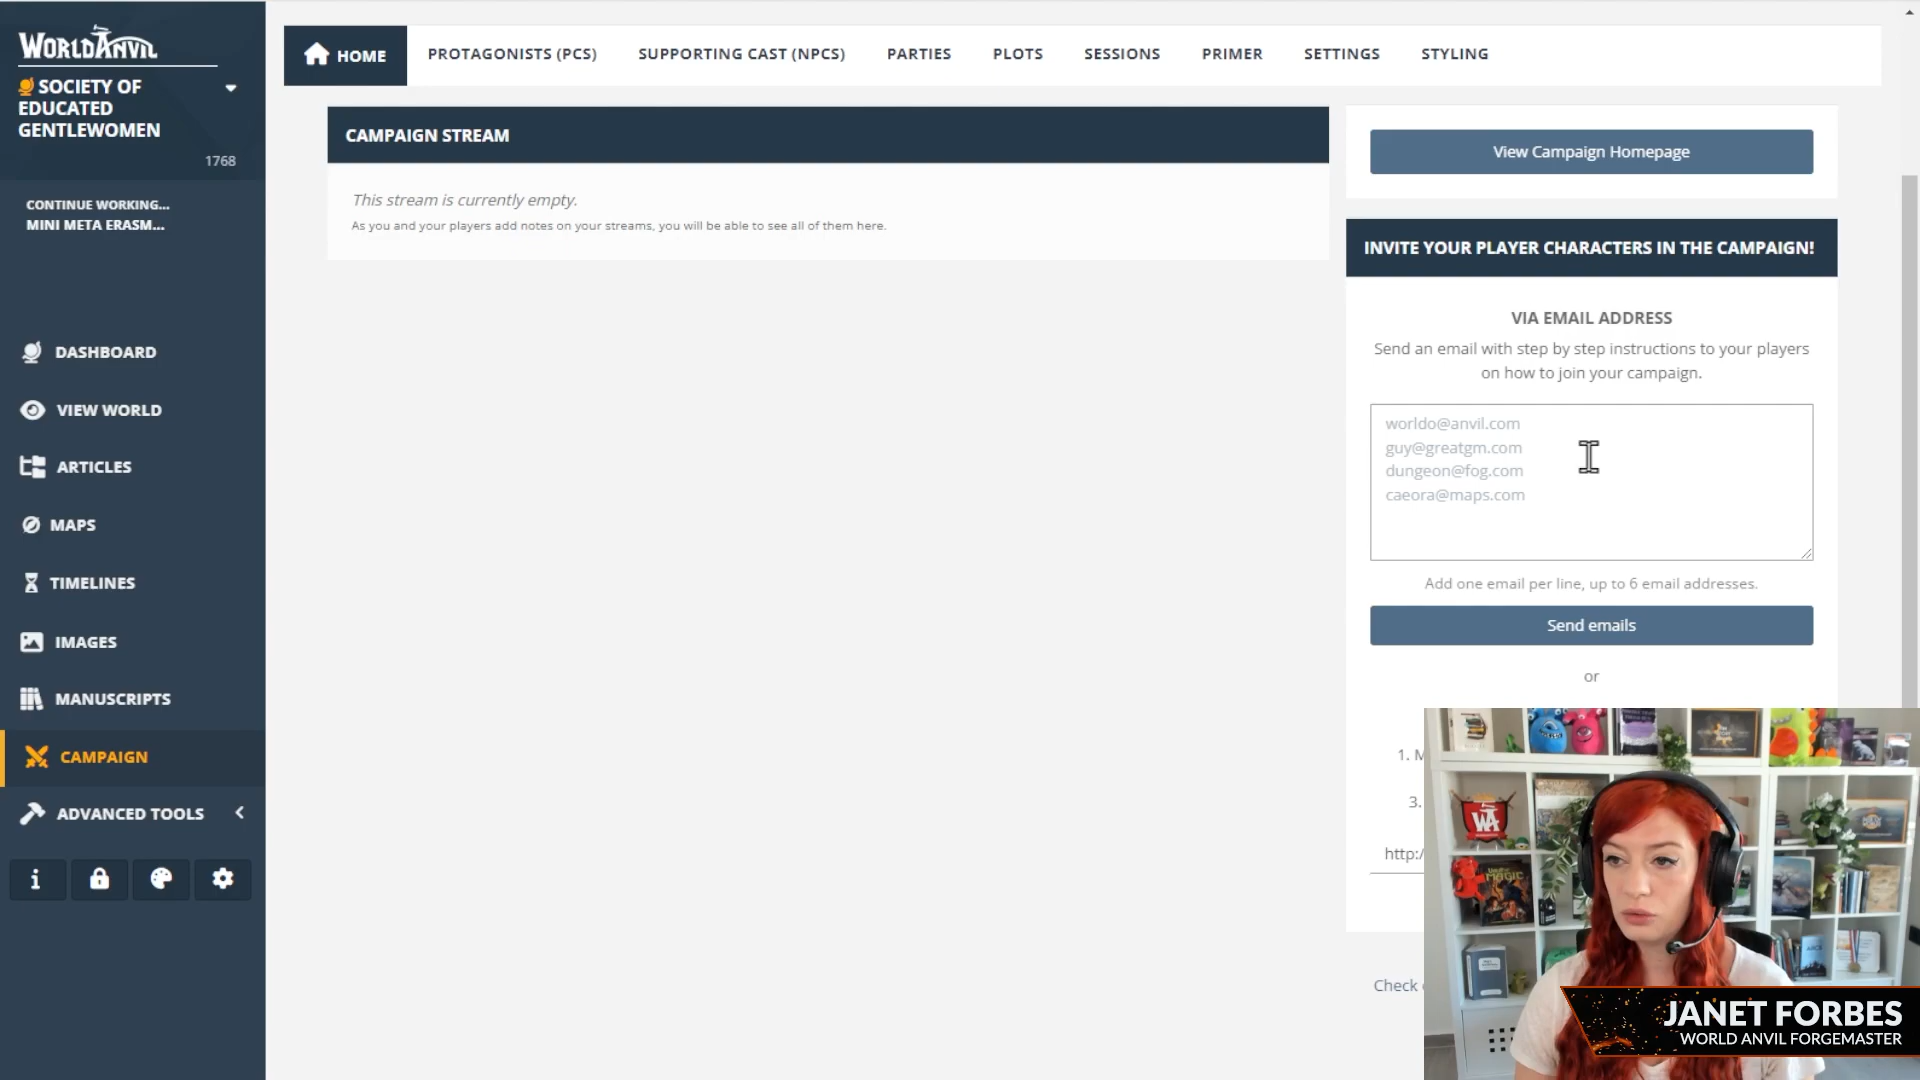 WORLDANVIL
SOCIETY OF
EDUCATED
GENTLEWOMEN
1768
CONTINUE WORKING...
MINI META ERASM...
DASHBOARD
VIEW WORLD
ARTICLES
MAPS
TIMELINES
IMAGES
MANUSCRIPTS
CAMPAIGN
ADVANCED TOOLS
HOME
PROTAGONISTS (PCS)
SUPPORTING CAST (NPCS)
PARTIES
PLOTS
SESSIONS
PRIMER
SETTINGS
STYLING
CAMPAIGN STREAM
This stream is currently empty.
As you and your players add notes on your streams, you will be able to see all of them here.
View Campaign Homepage
INVITE YOUR PLAYER CHARACTERS IN THE CAMPAIGN!
VIA EMAIL ADDRESS
Send an email with step by step instructions to your players
on how to join your campaign.
worldo@anvil.com
guy@greatgm.com
dungeon@fog.com
caeora@maps.com
Add one email per line, up to 6 email addresses.
Send emails
or
1. M
3.
http:/
Check
WA
MAGIC
JANET FORBES
WORLD ANVIL FORGEMASTER